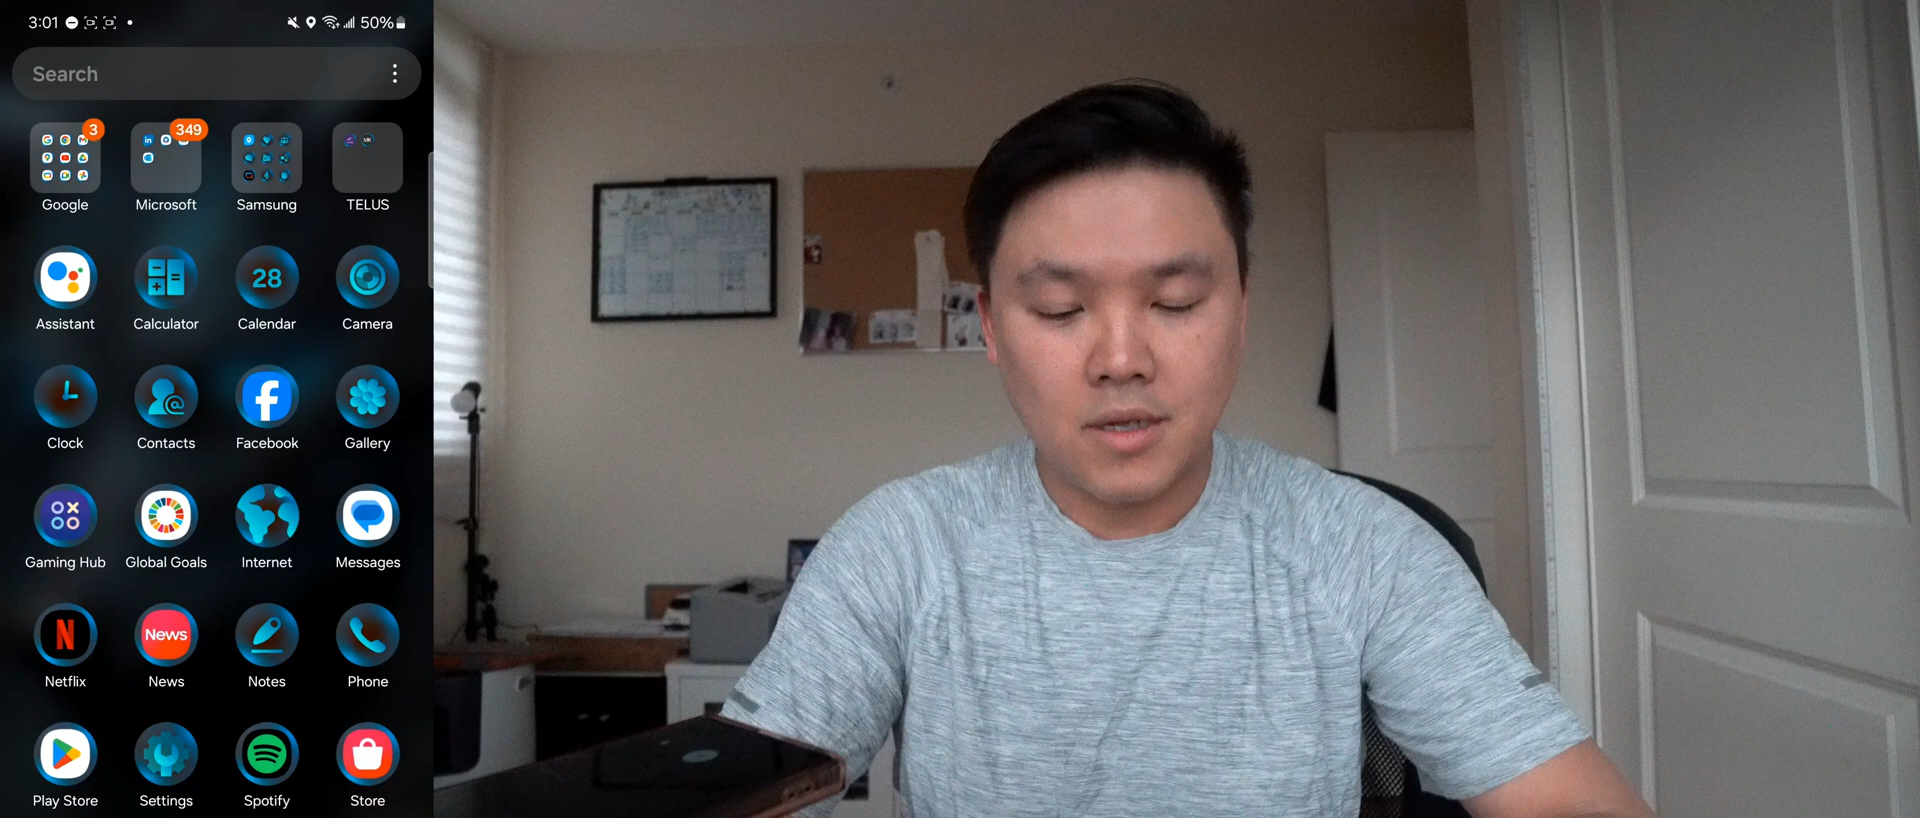 3:01 50%
Search
3 349
Google Microsoft Samsung TELUS
28
Assistant Calculator Calendar Camera
Clock Contacts Facebook Gallery
Gaming Hub Global Goals Internet Messages
News
Netflix News Notes Phone
Play Store Settings Spotify Store